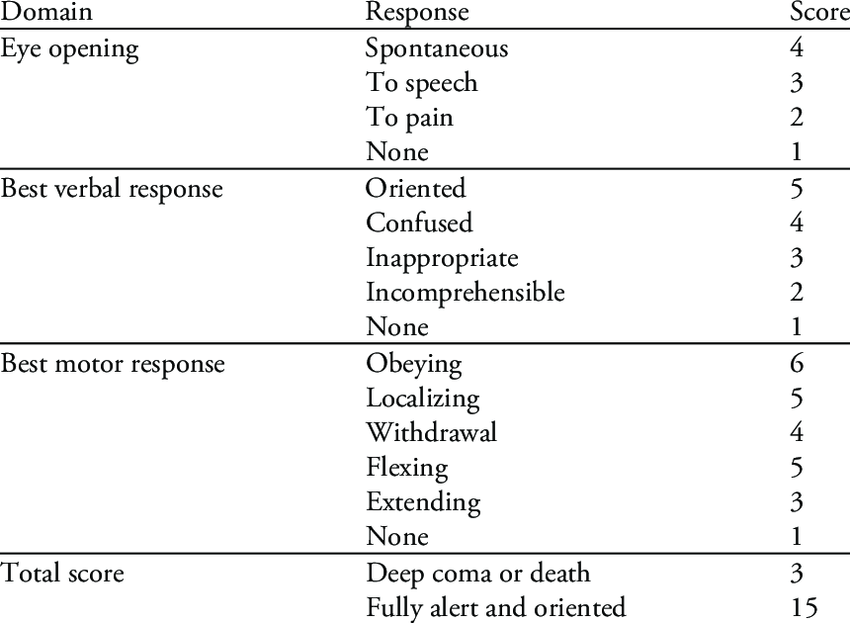 Domain Response Score
Eye opening Spontaneous 4
To speech 3
To pain 2
None 1
Best verbal response Oriented 5
Confused 4
Inappropriate 3
Incomprehensible 2
None 1
Best motor response Obeying 6
Localizing 5
Withdrawal 4
Flexing 5
Extending 3
None 1
Total score Deep coma or death 3
Fully alert and oriented 15